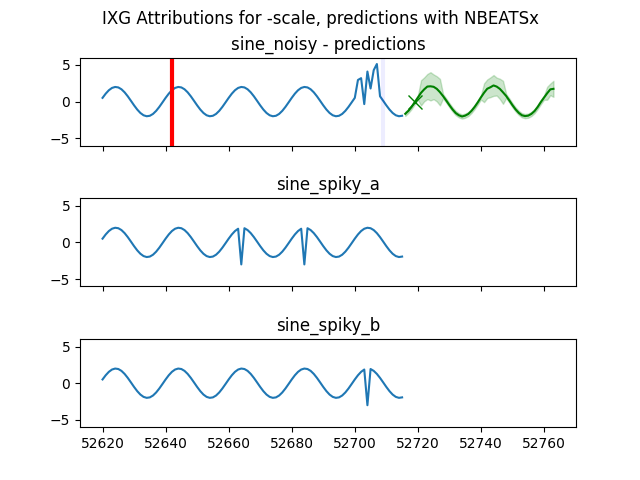 IXG Attributions for -scale, predictions with NBEATSx
sine_noisy - predictions
5
0
−5
sine_spiky_a
5
0
−5
sine_spiky_b
5
0
−5
52620 52640 52660 52680 52700 52720 52740 52760